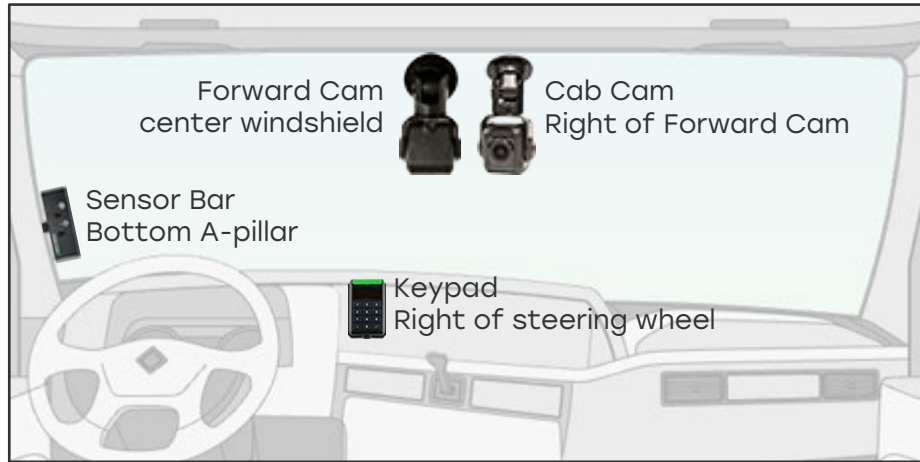 Forward Cam
center windshield
Cab Cam
Right of Forward Cam
Sensor Bar
Bottom A-pillar
Keypad
Right of steering wheel